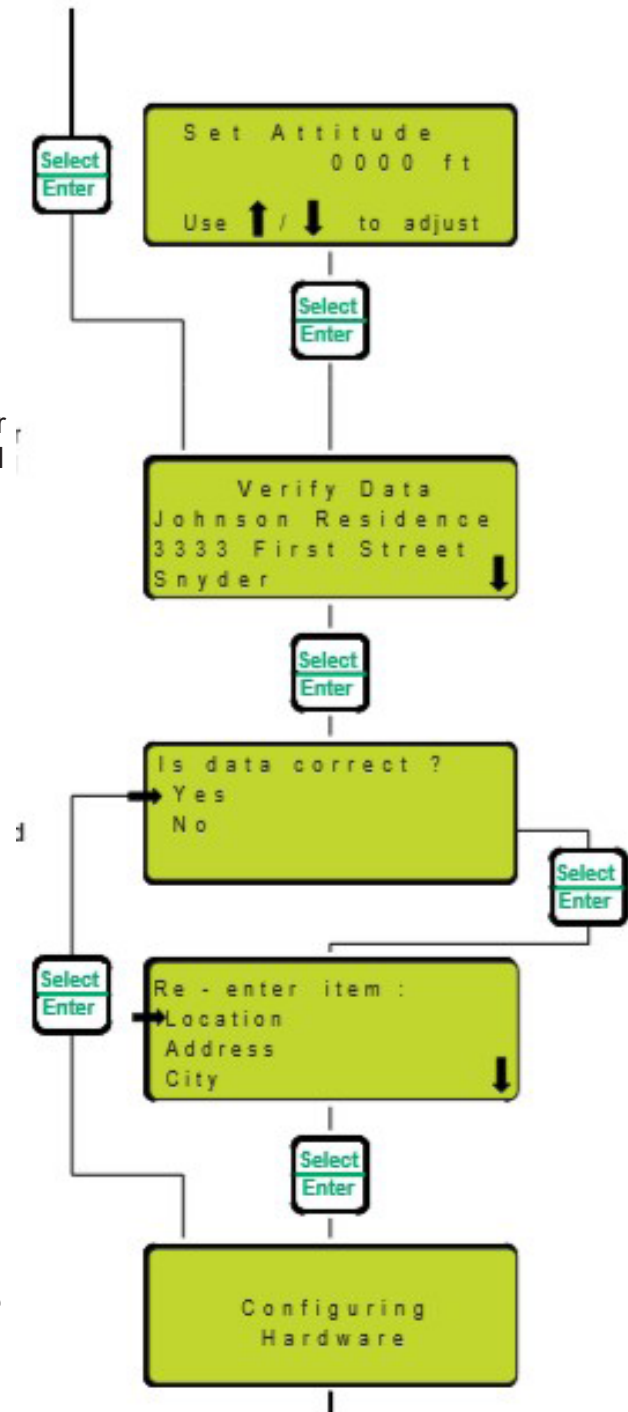 Set Attitude
0000 ft
Use ⬆ / ⬇ to adjust
Select
Enter
Select
Enter
Verify Data
Johnson Residence
3333 First Street
Snyder ⬇
Select
Enter
Is data correct ?
➡ Yes
No
Select
Enter
Select
Enter
Re - enter item :
➡ Location
Address
City ⬇
Select
Enter
Configuring
Hardware